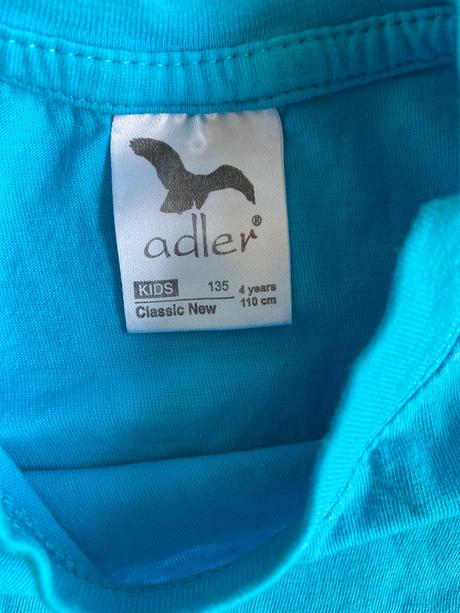 adler®
KIDS 135 4 years
Classic New 110 cm